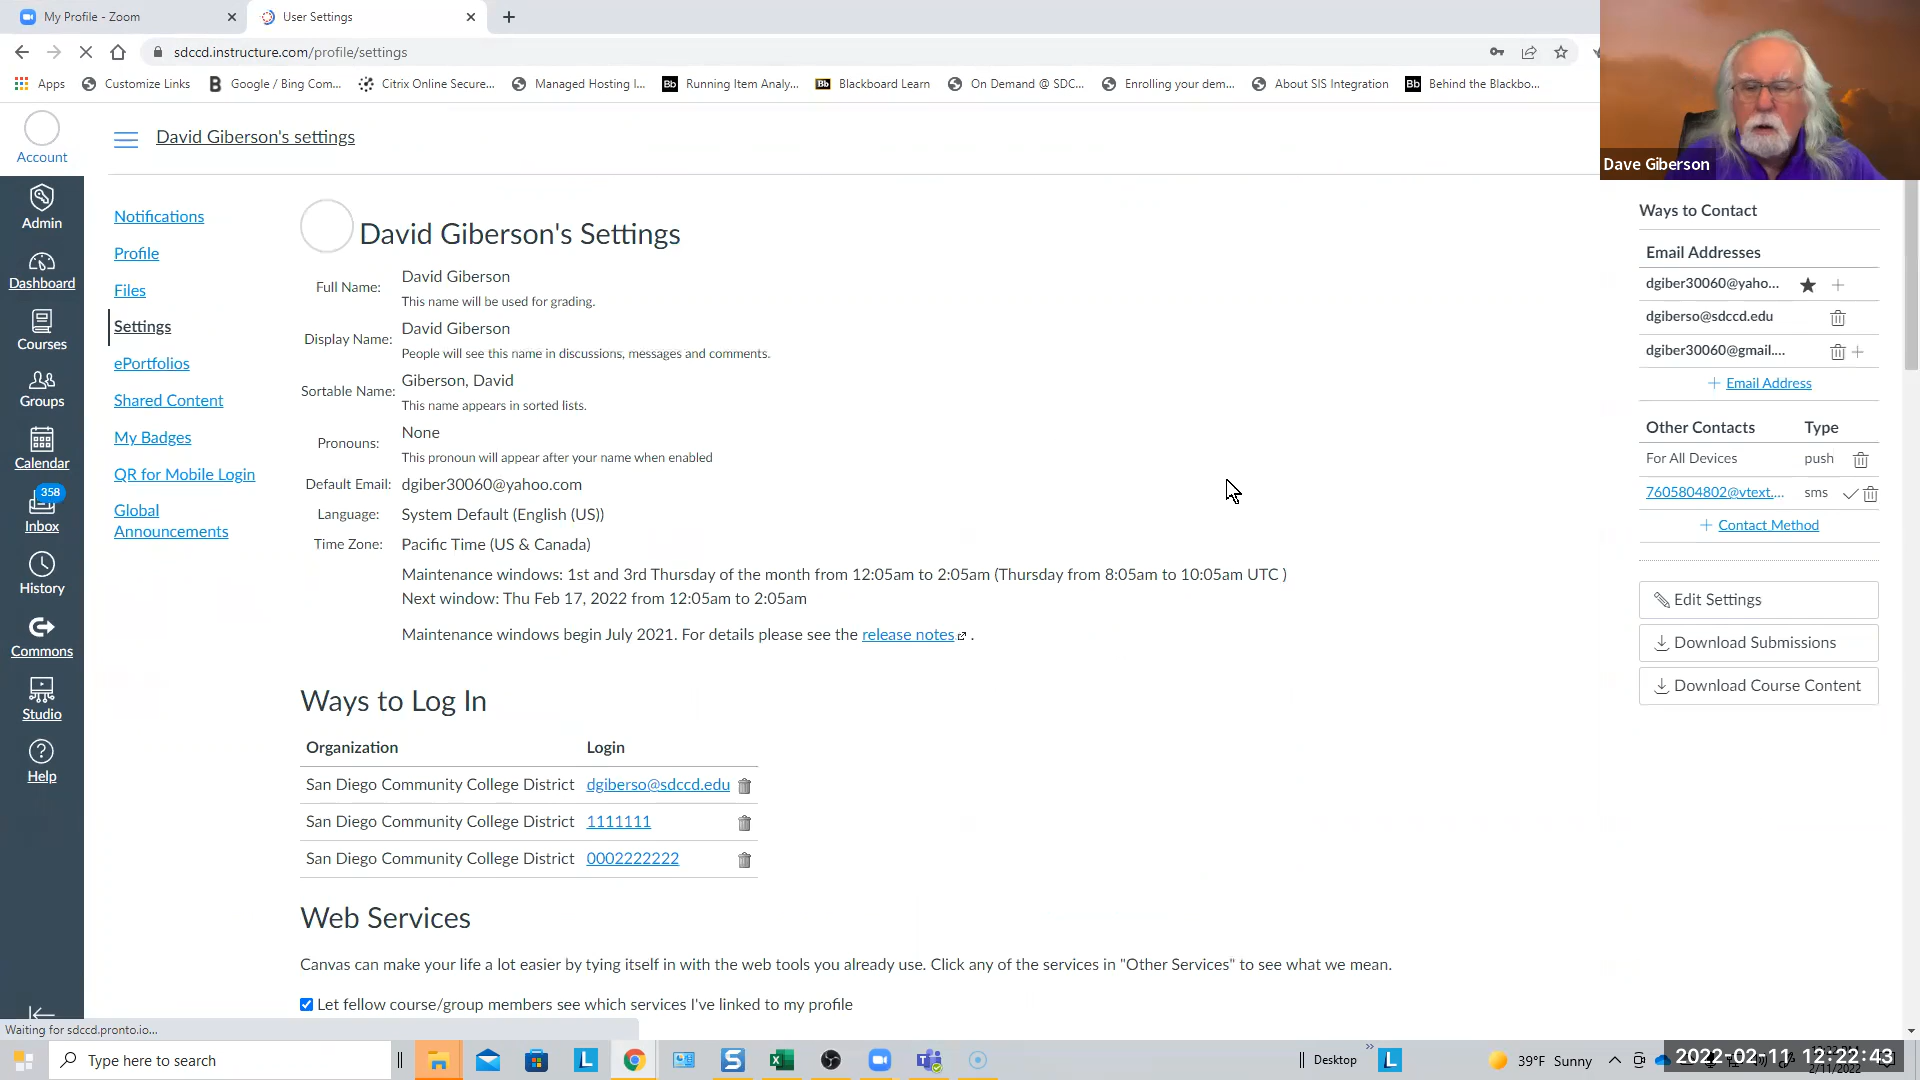 My Profile - Zoom
User Settings
sdccd.instructure.com/profile/settings
Apps
Customize Links
Google / Bing Com...
Citrix Online Secure...
Managed Hosting I...
Running Item Analy...
Blackboard Learn
On Demand @ SDC...
Enrolling your dem...
About SIS Integration
Behind the Blackbo...
Dave Giberson
Account
Admin
Dashboard
Courses
Groups
Calendar
358
Inbox
History
Commons
Studio
Help
David Giberson's settings
Notifications
Profile
Files
Settings
ePortfolios
Shared Content
My Badges
QR for Mobile Login
Global
Announcements
David Giberson's Settings
Full Name:
David Giberson
This name will be used for grading.
Display Name:
David Giberson
People will see this name in discussions, messages and comments.
Sortable Name:
Giberson, David
This name appears in sorted lists.
Pronouns:
None
This pronoun will appear after your name when enabled
Default Email: dgiber30060@yahoo.com
Language: System Default (English (US))
Time Zone: Pacific Time (US & Canada)
Maintenance windows: 1st and 3rd Thursday of the month from 12:05am to 2:05am (Thursday from 8:05am to 10:05am UTC )
Next window: Thu Feb 17, 2022 from 12:05am to 2:05am
Maintenance windows begin July 2021. For details please see the release notes .
Ways to Log In
Organization Login
San Diego Community College District dgiberso@sdccd.edu
San Diego Community College District 1111111
San Diego Community College District 0002222222
Web Services
Canvas can make your life a lot easier by tying itself in with the web tools you already use. Click any of the services in "Other Services" to see what we mean.
Let fellow course/group members see which services I've linked to my profile
Ways to Contact
Email Addresses
dgiber30060@yaho...
dgiberso@sdccd.edu
dgiber30060@gmail....
Email Address
Other Contacts Type
For All Devices push
7605804802@vtext.... sms
Contact Method
Edit Settings
Download Submissions
Download Course Content
Waiting for sdccd.pronto.io...
Type here to search
Desktop
39°F Sunny
2022-02-11 12:22:43
2/11/2022